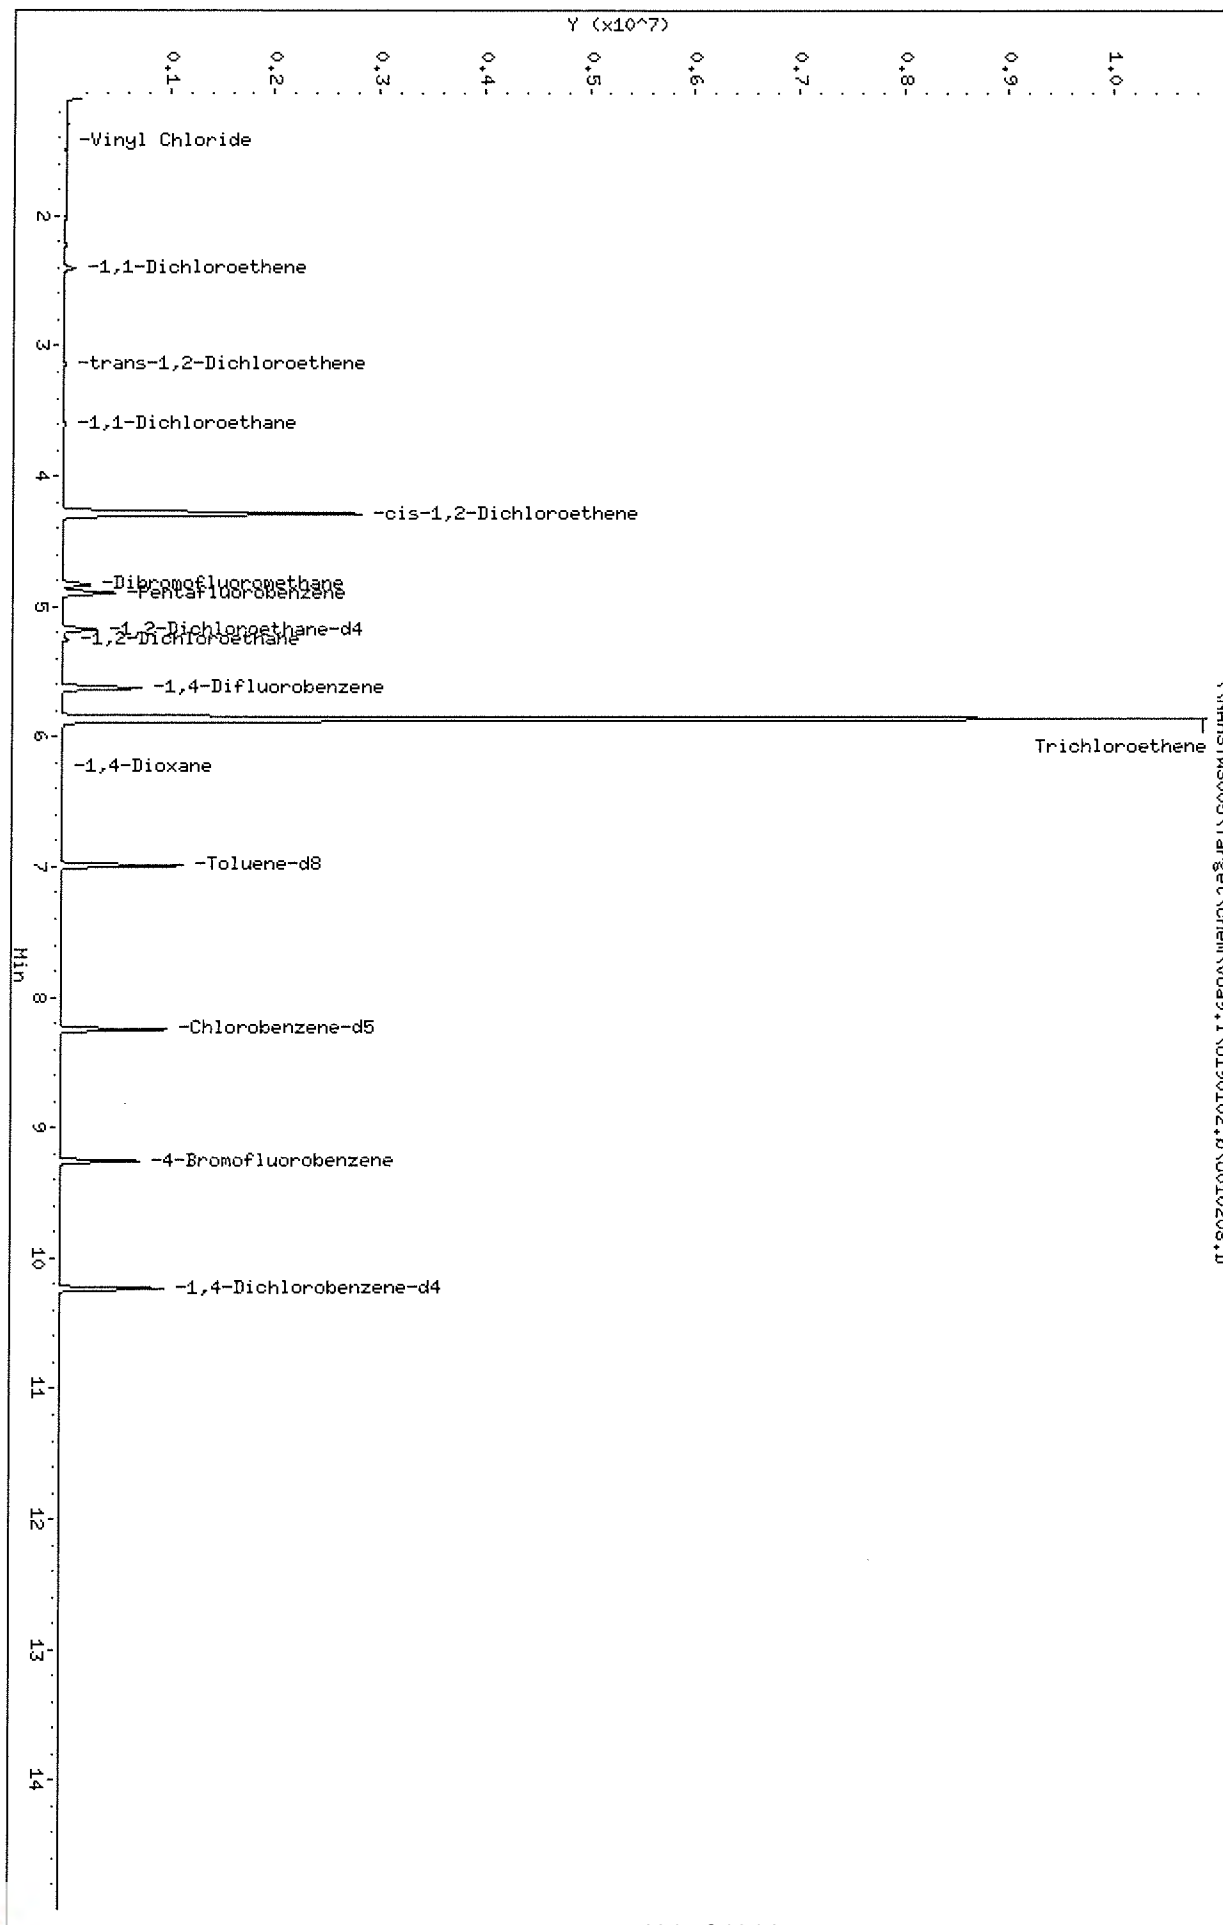 Y (x10^7)
0.1
0.2
0.3
0.4
0.5
0.6
0.7
0.8
0.9
1.0
-Vinyl Chloride
2
-1,1-Dichloroethene
3
-trans-1,2-Dichloroethene
-1,1-Dichloroethane
4
-cis-1,2-Dichloroethene
-Dibromofluoromethane
-Pentafluorobenzene
5
-1,2-Dichloroethane-d4
-1,2-Dichloroethane
-1,4-Difluorobenzene
6
Trichloroethene
-1,4-Dioxane
7
-Toluene-d8
Min
8
-Chlorobenzene-d5
9
-4-Bromofluorobenzene
10
-1,4-Dichlorobenzene-d4
11
12
13
14